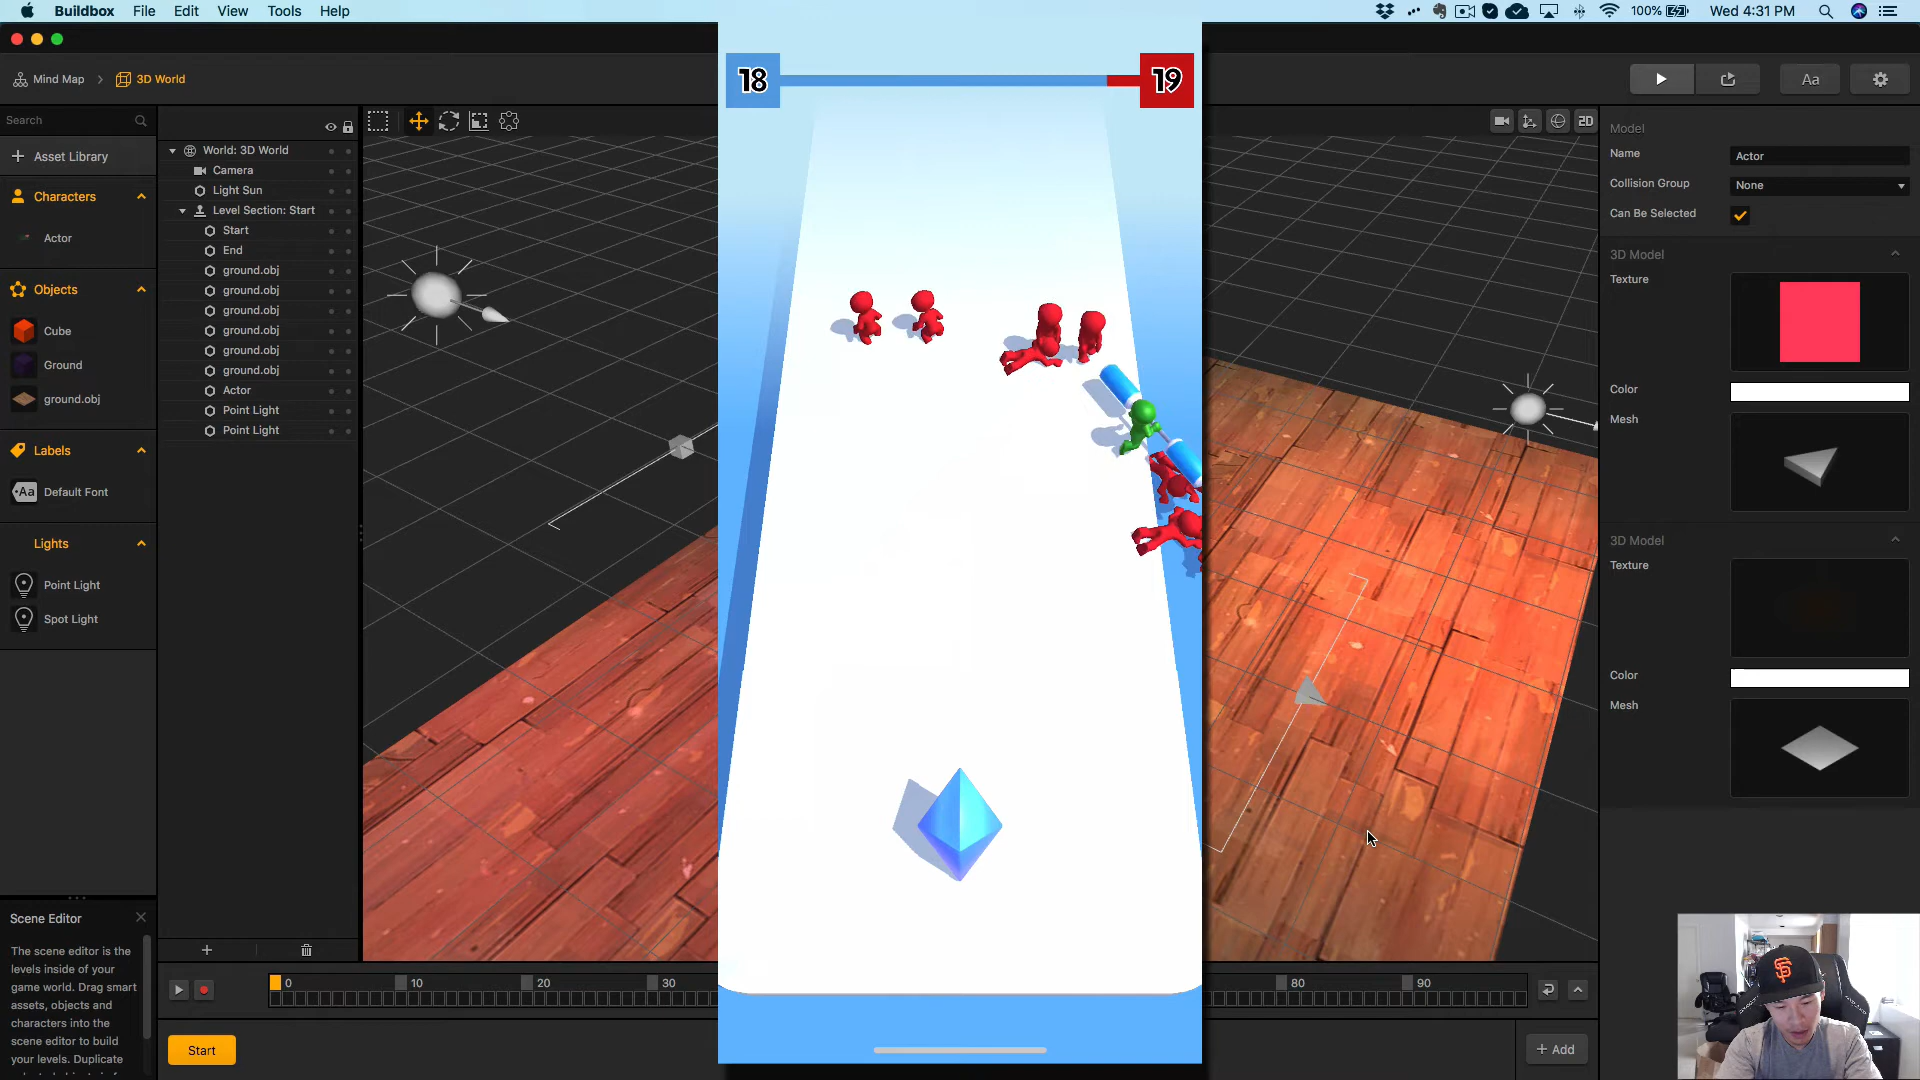 Buildbox File Edit View Tools Help
100% Wed 4:31 PM
Mind Map 3D World
Aa
Search
Asset Library
Characters
Actor
Objects
Cube
Ground
ground.obj
Labels
Aa Default Font
Lights
Point Light
Spot Light
Scene Editor
The scene editor is the
levels inside of your
game world. Drag smart
assets, objects and
characters into the
scene editor to build
your levels. Duplicate
World: 3D World
Camera
Light Sun
Level Section: Start
Start
End
ground.obj
ground.obj
ground.obj
ground.obj
ground.obj
ground.obj
Actor
Point Light
Point Light
18
19
2D
0 10 20 30 80 90
Start
+ Add
Model
Name Actor
Collision Group None
Can Be Selected
3D Model
Texture
Color
Mesh
3D Model
Texture
Color
Mesh